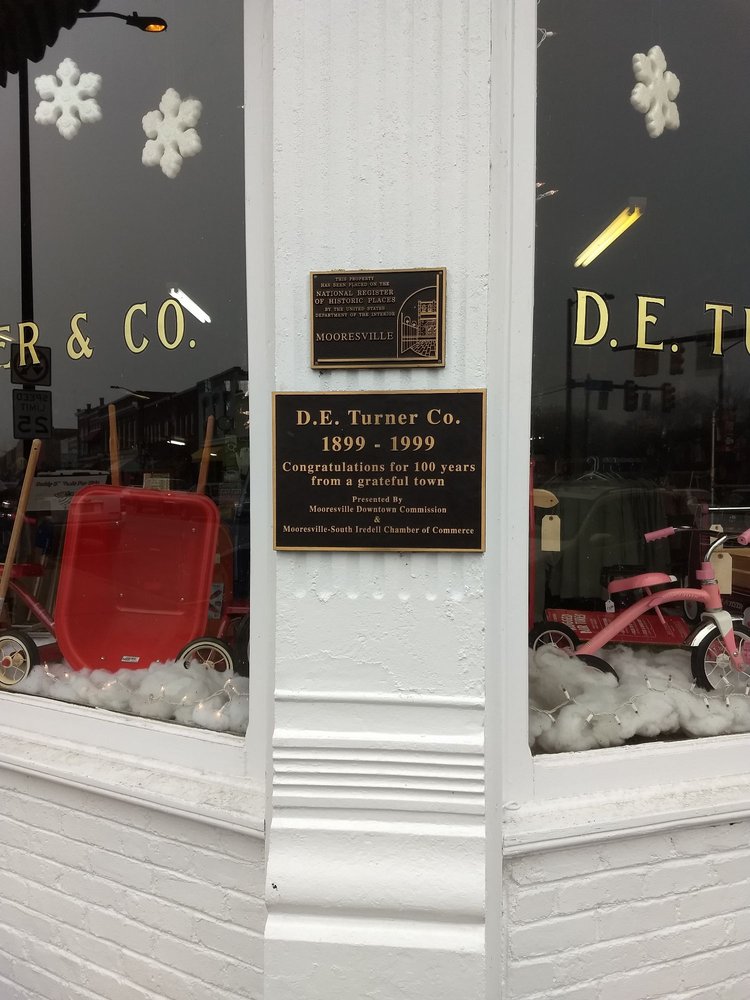 ER & CO.
SPEED
LIMIT
25
THIS PROPERTY
HAS BEEN PLACED ON THE
NATIONAL REGISTER
OF HISTORIC PLACES
BY THE UNITED STATES
DEPARTMENT OF THE INTERIOR
MOORESVILLE
D.E. Turner Co.
1899 - 1999
Congratulations for 100 years
from a grateful town
Presented By
Mooresville Downtown Commission
&
Mooresville-South Iredell Chamber of Commerce
D.E. TU